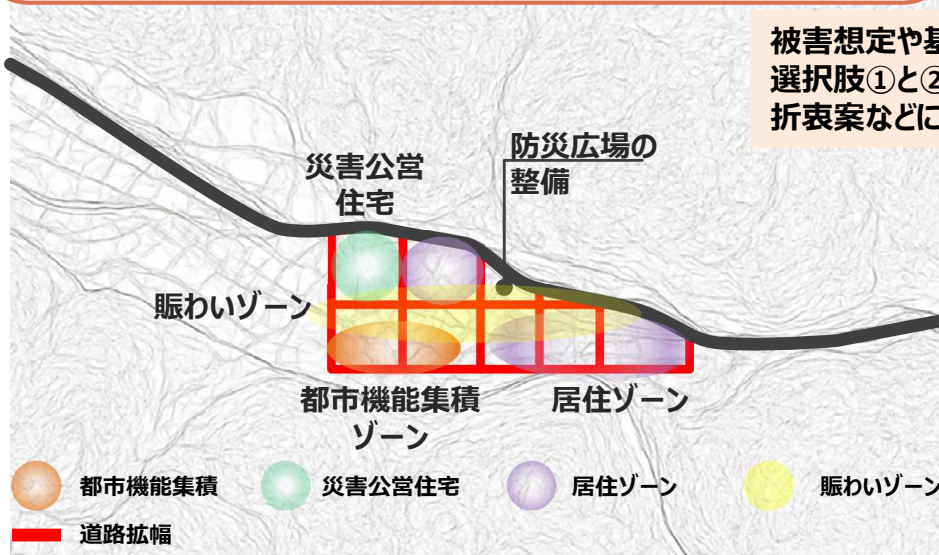 被害想定や基
選択肢①と②
折衷案などに
防災広場の
整備
災害公営
住宅
賑わいゾーン
都市機能集積
ゾーン
居住ゾーン
都市機能集積
災害公営住宅
居住ゾーン
賑わいゾーン
道路拡幅